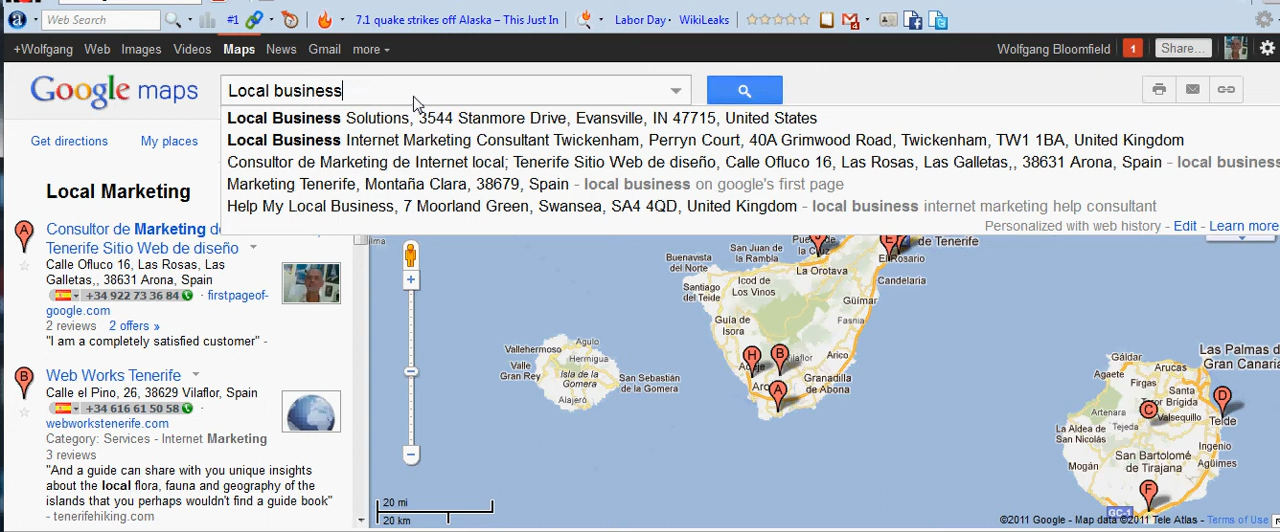 Web Search
#1
7.1 quake strikes off Alaska – This Just In
Labor Day
WikiLeaks
+Wolfgang Web Images Videos Maps News Gmail more
Wolfgang Bloomfield 1 Share...
Google maps
Local business
Local Business Solutions, 3544 Stanmore Drive, Evansville, IN 47715, United States
Local Business Internet Marketing Consultant Twickenham, Perryn Court, 40A Grimwood Road, Twickenham, TW1 1BA, United Kingdom
Consultor de Marketing de Internet local; Tenerife Sitio Web de diseño, Calle Ofluco 16, Las Rosas, Las Galletas,, 38631 Arona, Spain - local business
Marketing Tenerife, Montaña Clara, 38679, Spain - local business on google's first page
Help My Local Business, 7 Moorland Green, Swansea, SA4 4QD, United Kingdom - local business internet marketing help consultant
Personalized with web history - Edit - Learn more
Get directions My places
Local Marketing
A
Consultor de Marketing de
Tenerife Sitio Web de diseño
Calle Ofluco 16, Las Rosas, Las
Galletas,, 38631 Arona, Spain
+34 922 73 36 84 · firstpageof-
google.com
2 reviews 2 offers »
"I am a completely satisfied customer" -
B
Web Works Tenerife
Calle el Pino, 26, 38629 Vilaflor, Spain
+34 616 61 50 58 ·
webworkstenerife.com
Category: Services - Internet Marketing
3 reviews
"And a guide can share with you unique insights
about the local flora, fauna and geography of the
islands that you perhaps wouldn't find a guide book"
- tenerifehiking.com
de Tenerife
San Juan de
la Rambla
Buenavista
del Norte
La Orotava
J
E
El Rosario
Candelaria
Icod de
Los Vinos
Santiago
del Teide
Güímar
Fasnia
Guía de
Isora
Arico
H
B
A
Granadilla
de Abona
Vallehermoso
Agulo
Hermigua
Valle
Gran Rey
Isla de la
Gomera
San Sebastián
de la Gomera
Alajeró
Las Palmas de
Gran Canaria
Gáldar
Arucas
Agaete
Firgas
Teror
Santa
Brígida
Artenara
C
Valsequillo
D
Telde
Tejeda
La Aldea de
San Nicolás
Ingenio
San Bartolomé
de Tirajana
Agüimes
Mogán
F
GC-1
20 mi
20 km
©2011 Google - Map data ©2011 Tele Atlas - Terms of Use